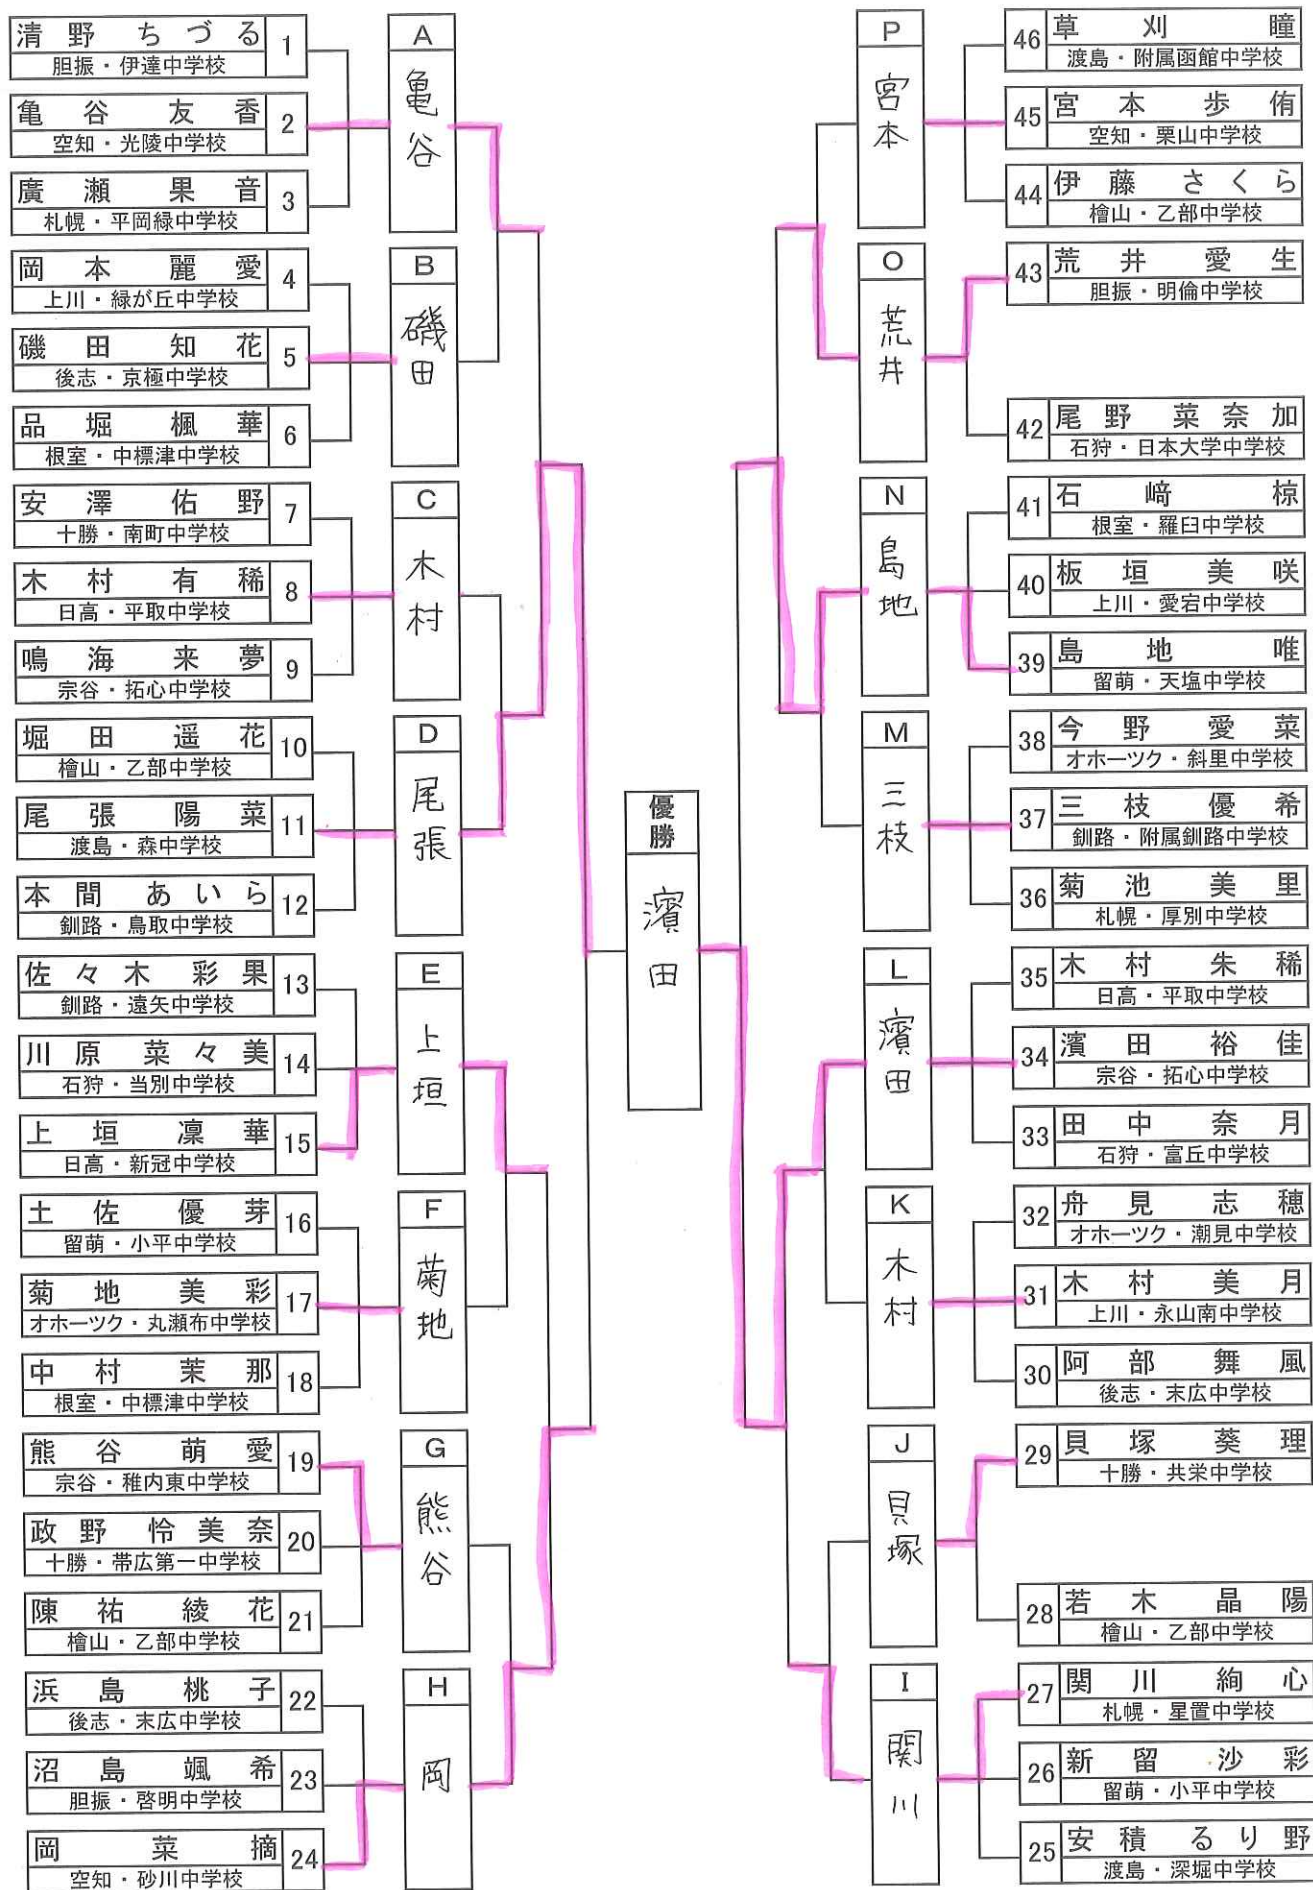 清野 ちづる 1
胆振・伊達中学校
亀谷 友香 2
空知・光陵中学校
廣瀬 果音 3
札幌・平岡緑中学校
岡本 麗愛 4
上川・緑が丘中学校
磯田 知花 5
後志・京極中学校
品堀 楓華 6
根室・中標津中学校
安澤 佑野 7
十勝・南町中学校
木村 有稀 8
日高・平取中学校
鳴海 来夢 9
宗谷・拓心中学校
堀田 遥花 10
檜山・乙部中学校
尾張 陽菜 11
渡島・森中学校
本間 あいら 12
釧路・鳥取中学校
佐々木 彩果 13
釧路・遠矢中学校
川原 菜々美 14
石狩・当別中学校
上垣 凜華 15
日高・新冠中学校
土佐 優芽 16
留萌・小平中学校
菊地 美彩 17
オホーツク・丸瀬布中学校
中村 茉那 18
根室・中標津中学校
熊谷 萌愛 19
宗谷・稚内東中学校
政野 怜美奈 20
十勝・帯広第一中学校
陳祐 綾花 21
檜山・乙部中学校
浜島 桃子 22
後志・末広中学校
沼島 颯希 23
胆振・啓明中学校
岡 菜摘 24
空知・砂川中学校
A
亀谷
B
磯田
C
木村
D
尾張
E
上垣
F
菊地
G
熊谷
H
岡
優勝
濱田
P
宮本
O
荒井
N
島地
M
三枝
L
濱田
K
木村
J
貝塚
I
関川
46 草刈 瞳
渡島・附属函館中学校
45 宮本 歩侑
空知・栗山中学校
44 伊藤 さくら
檜山・乙部中学校
43 荒井 愛生
胆振・明倫中学校
42 尾野 菜奈加
石狩・日本大学中学校
41 石﨑 椋
根室・羅臼中学校
40 板垣 美咲
上川・愛宕中学校
39 島地 唯
留萌・天塩中学校
38 今野 愛菜
オホーツク・斜里中学校
37 三枝 優希
釧路・附属釧路中学校
36 菊池 美里
札幌・厚別中学校
35 木村 朱稀
日高・平取中学校
34 濱田 裕佳
宗谷・拓心中学校
33 田中 奈月
石狩・富丘中学校
32 舟見 志穂
オホーツク・潮見中学校
31 木村 美月
上川・永山南中学校
30 阿部 舞風
後志・末広中学校
29 貝塚 葵理
十勝・共栄中学校
28 若木 晶陽
檜山・乙部中学校
27 関川 絢心
札幌・星置中学校
26 新留 沙彩
留萌・小平中学校
25 安積 るり野
渡島・深堀中学校